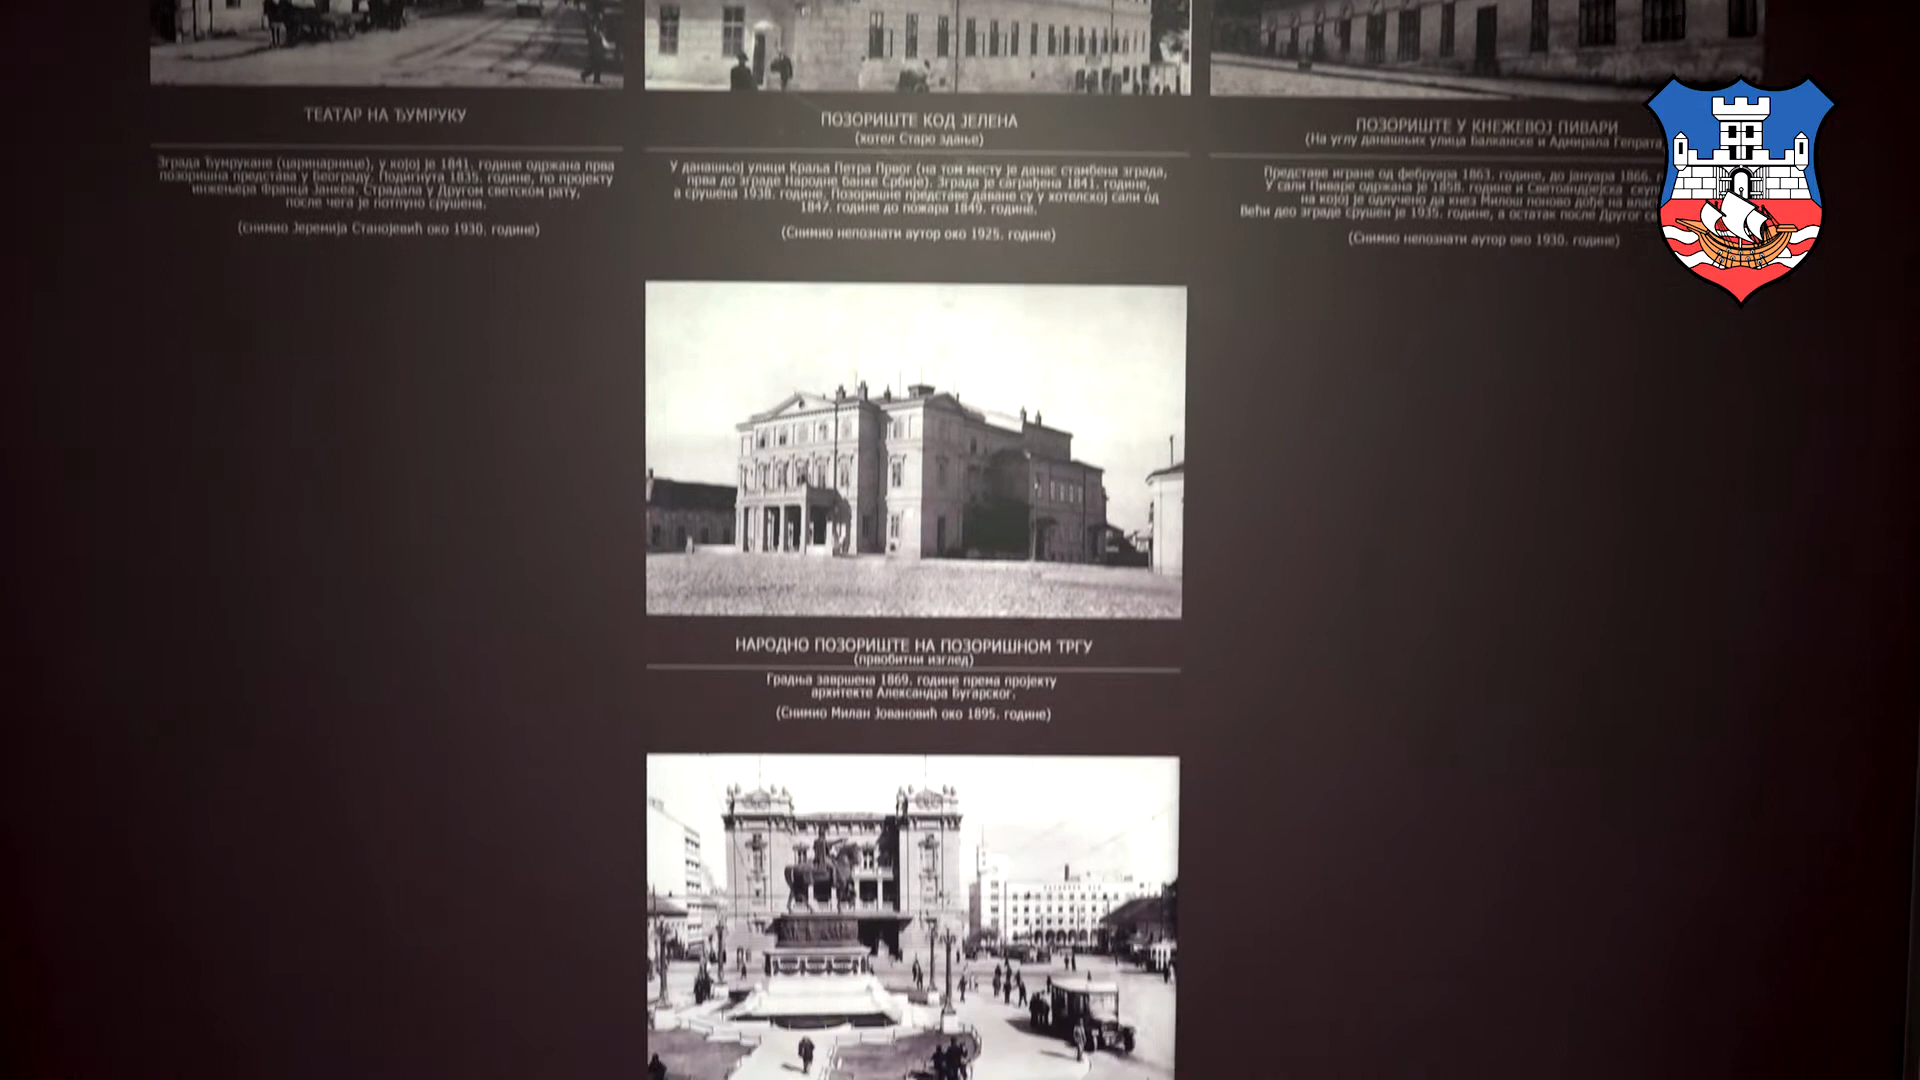 ТЕАТАР НА ЂУМРУКУ
Зграда Ђумрукане (царинарнице), у којој је 1841. године одржана прва
позоришна представа у Београду. Подигнута 1835. године, по пројекту
инжењера Франца Јанкеа. Страдала у Другом светском рату,
после чега је потпуно срушена.
(снимио Јеремија Станојевић око 1930. године)
ПОЗОРИШТЕ КОД ЈЕЛЕНА
(хотел Старо здање)
У данашњој улици Краља Петра Првог (на том месту је данас стамбена зграда,
прва до зграде Народне банке Србије). Зграда је саграђена 1841. године,
а срушена 1938. године. Позоришне представе даване су у хотелској сали од
1847. године до пожара 1849. године.
(Снимио непознати аутор око 1925. године)
ПОЗОРИШТЕ У КНЕЖЕВОЈ ПИВАРИ
(На углу данашњих улица Балканске и Адмирала Гепрата
Представе игране од фебруара 1863. године, до јануара 1866.
У сали Пиваре одржана је 1858. године и Светоандрејска
на којој је одлучено да кнез Милош поново дође на
Већи део зграде срушен је 1935. године, а остатак после Другог
(Снимио непознати аутор око 1930. године)
НАРОДНО ПОЗОРИШТЕ НА ПОЗОРИШНОМ ТРГУ
(првобитни изглед)
Градња завршена 1869. године према пројекту
архитекте Александра Бугарског.
(Снимио Милан Јовановић око 1895. године)